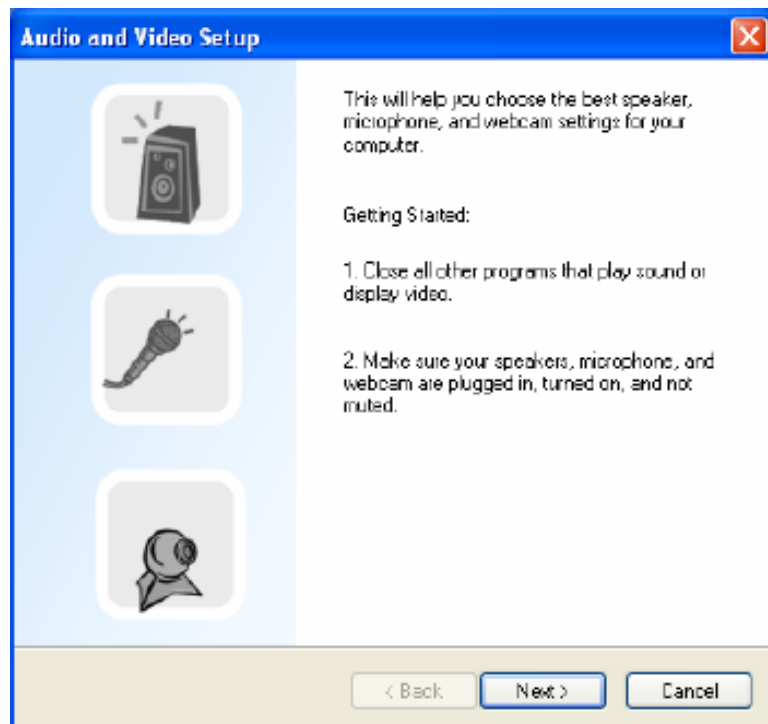 Audio and Video Setup
This will help you choose the best speaker,
microphone, and webcam settings for your
computer.
Getting Started:
1. Close all other programs that play sound or
display video.
2. Make sure your speakers, microphone, and
webcam are plugged in, turned on, and not
muted.
< Back
Next >
Cancel